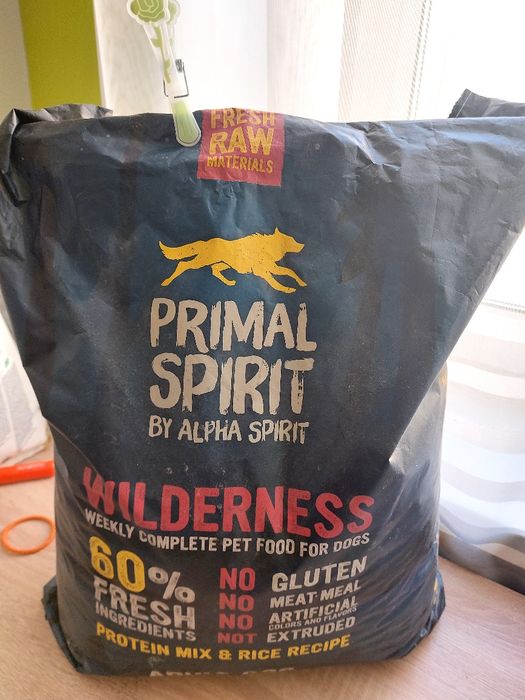 FRESH
RAW
MATERIALS
PRIMAL
SPIRIT
BY ALPHA SPIRIT
WILDERNESS
WEEKLY COMPLETE PET FOOD FOR DOGS
60%
FRESH
INGREDIENTS
NO GLUTEN
NO MEAT-MEAL
NO ARTIFICIAL
COLORS AND FLAVORS
NOT EXTRUDED
PROTEIN MIX & RICE RECIPE